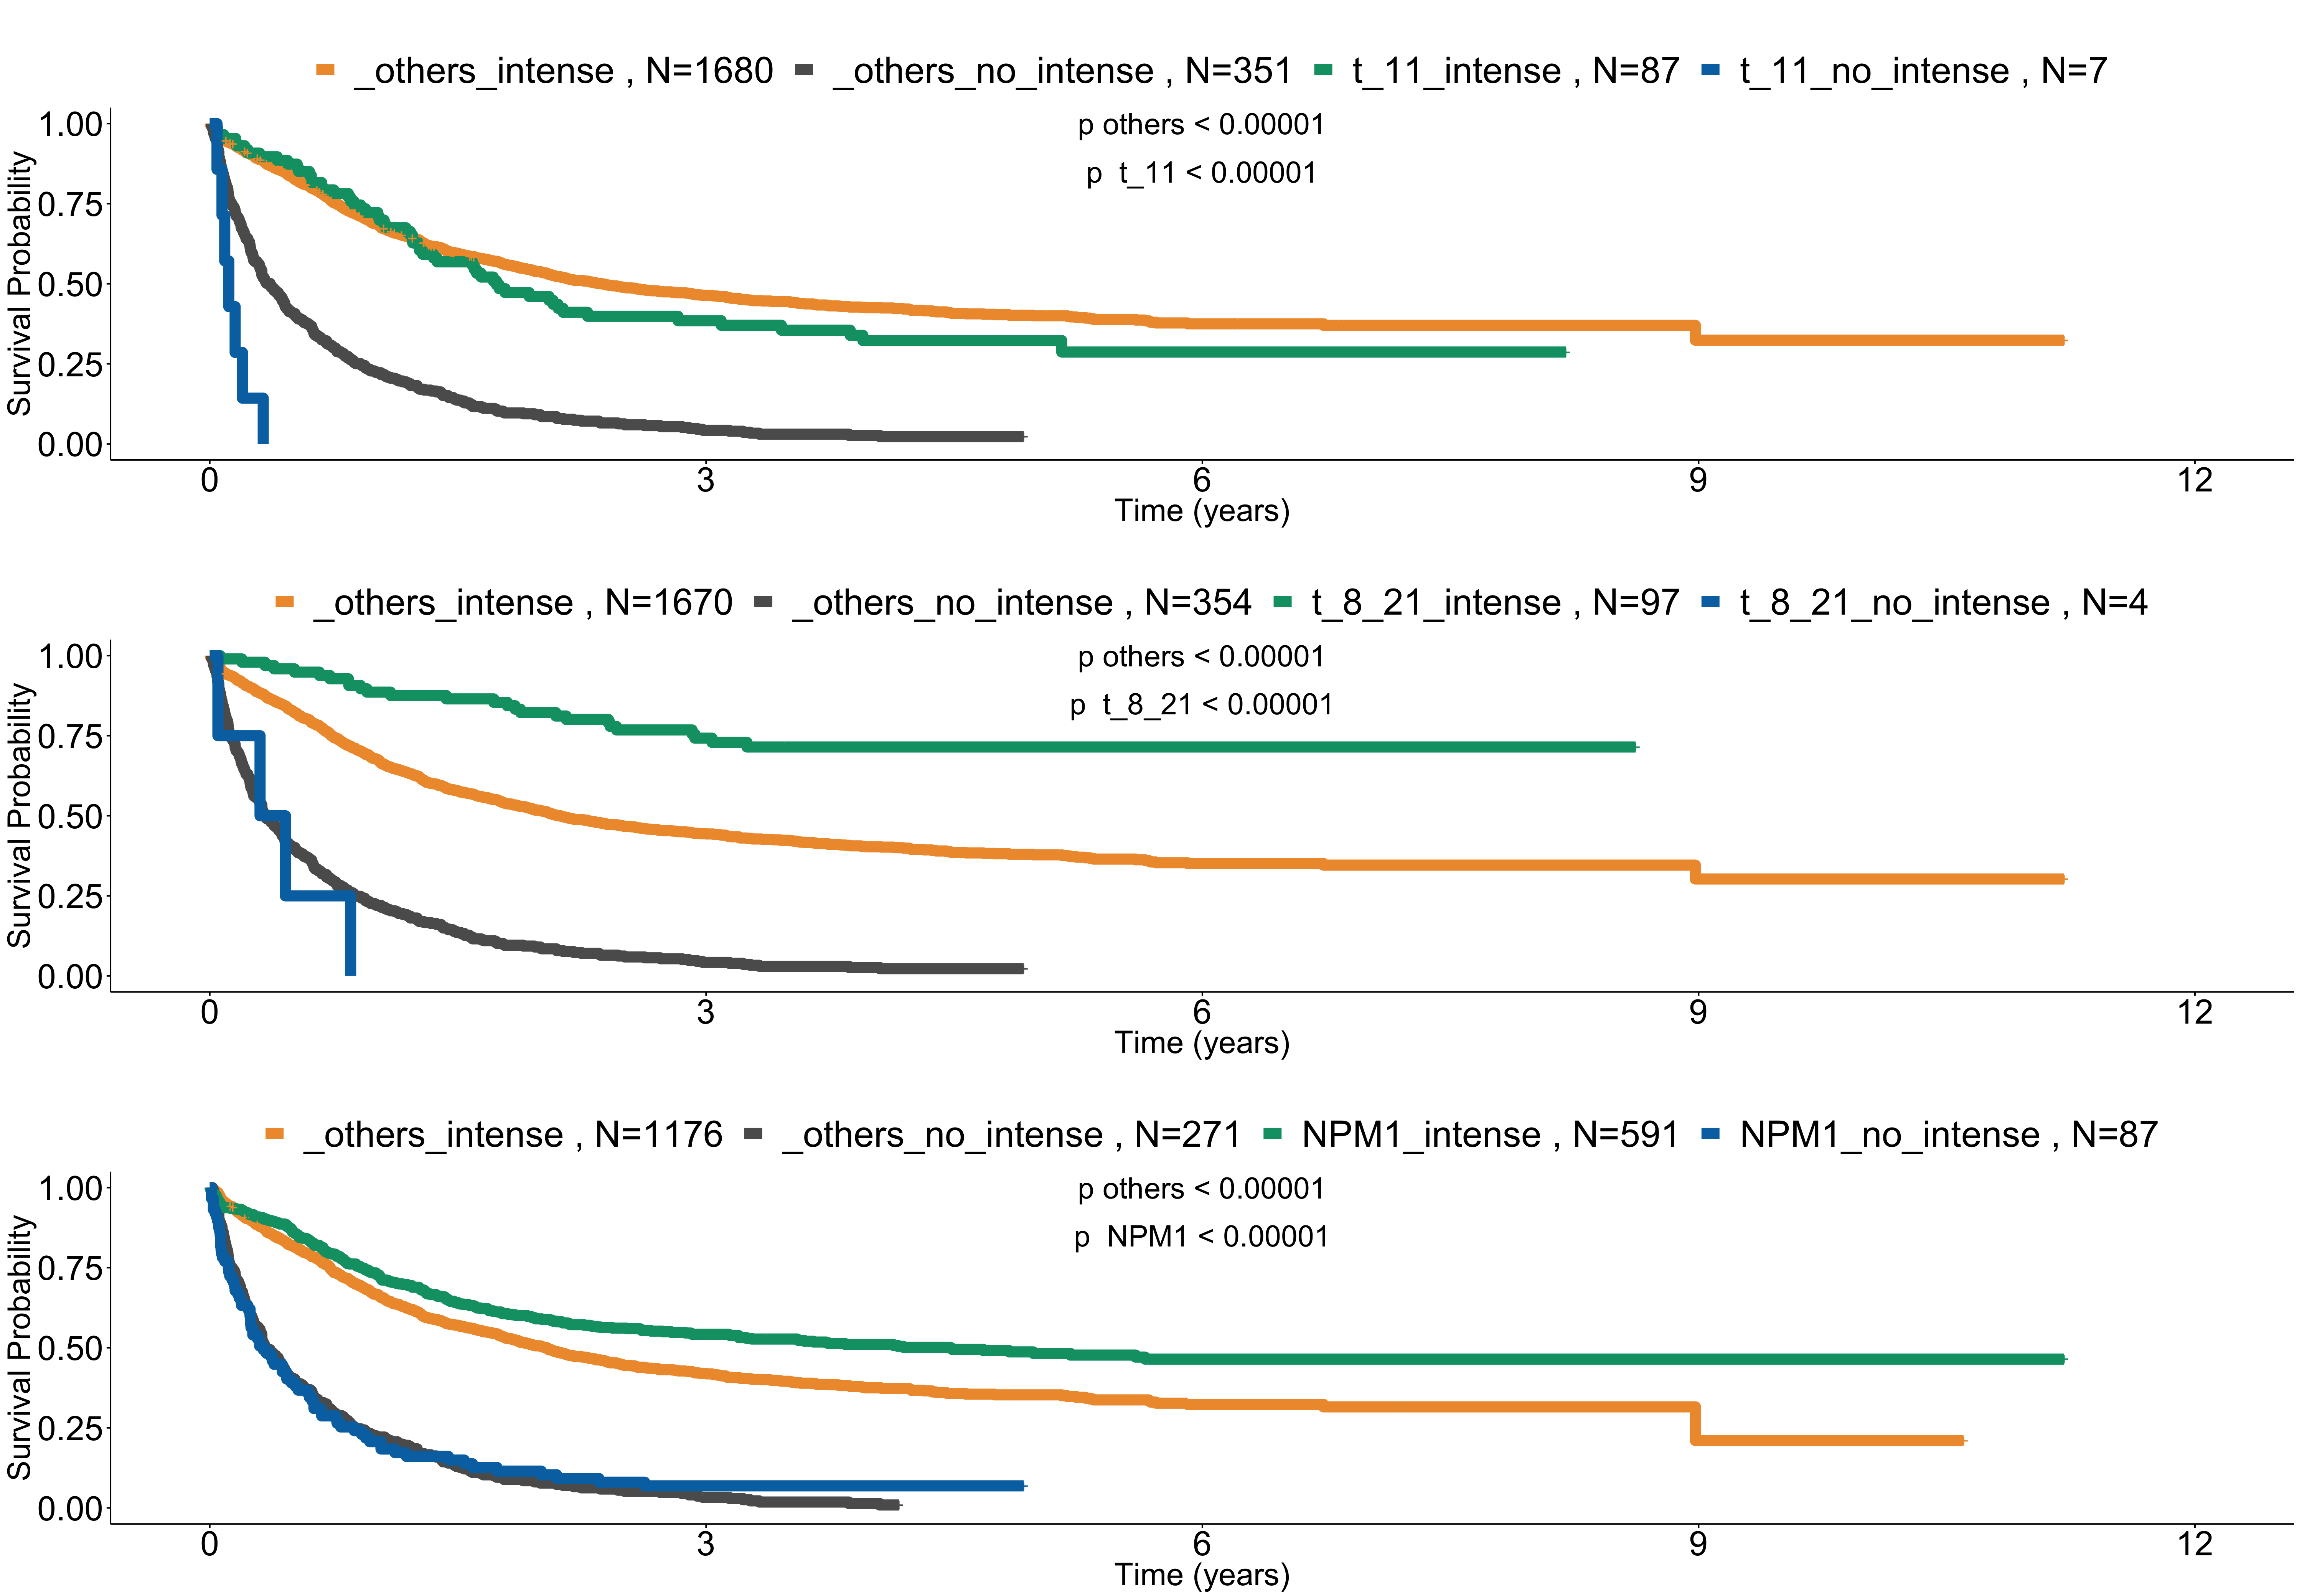 _others_intense , N=1680 _others_no_intense , N=351 t_11_intense , N=87 t_11_no_intense , N=7
p others < 0.00001
p t_11 < 0.00001
Survival Probability
1.00
0.75
0.50
0.25
0.00
0 3 6 9 12
Time (years)
_others_intense , N=1670 _others_no_intense , N=354 t_8_21_intense , N=97 t_8_21_no_intense , N=4
p others < 0.00001
p t_8_21 < 0.00001
Survival Probability
1.00
0.75
0.50
0.25
0.00
0 3 6 9 12
Time (years)
_others_intense , N=1176 _others_no_intense , N=271 NPM1_intense , N=591 NPM1_no_intense , N=87
p others < 0.00001
p NPM1 < 0.00001
Survival Probability
1.00
0.75
0.50
0.25
0.00
0 3 6 9 12
Time (years)